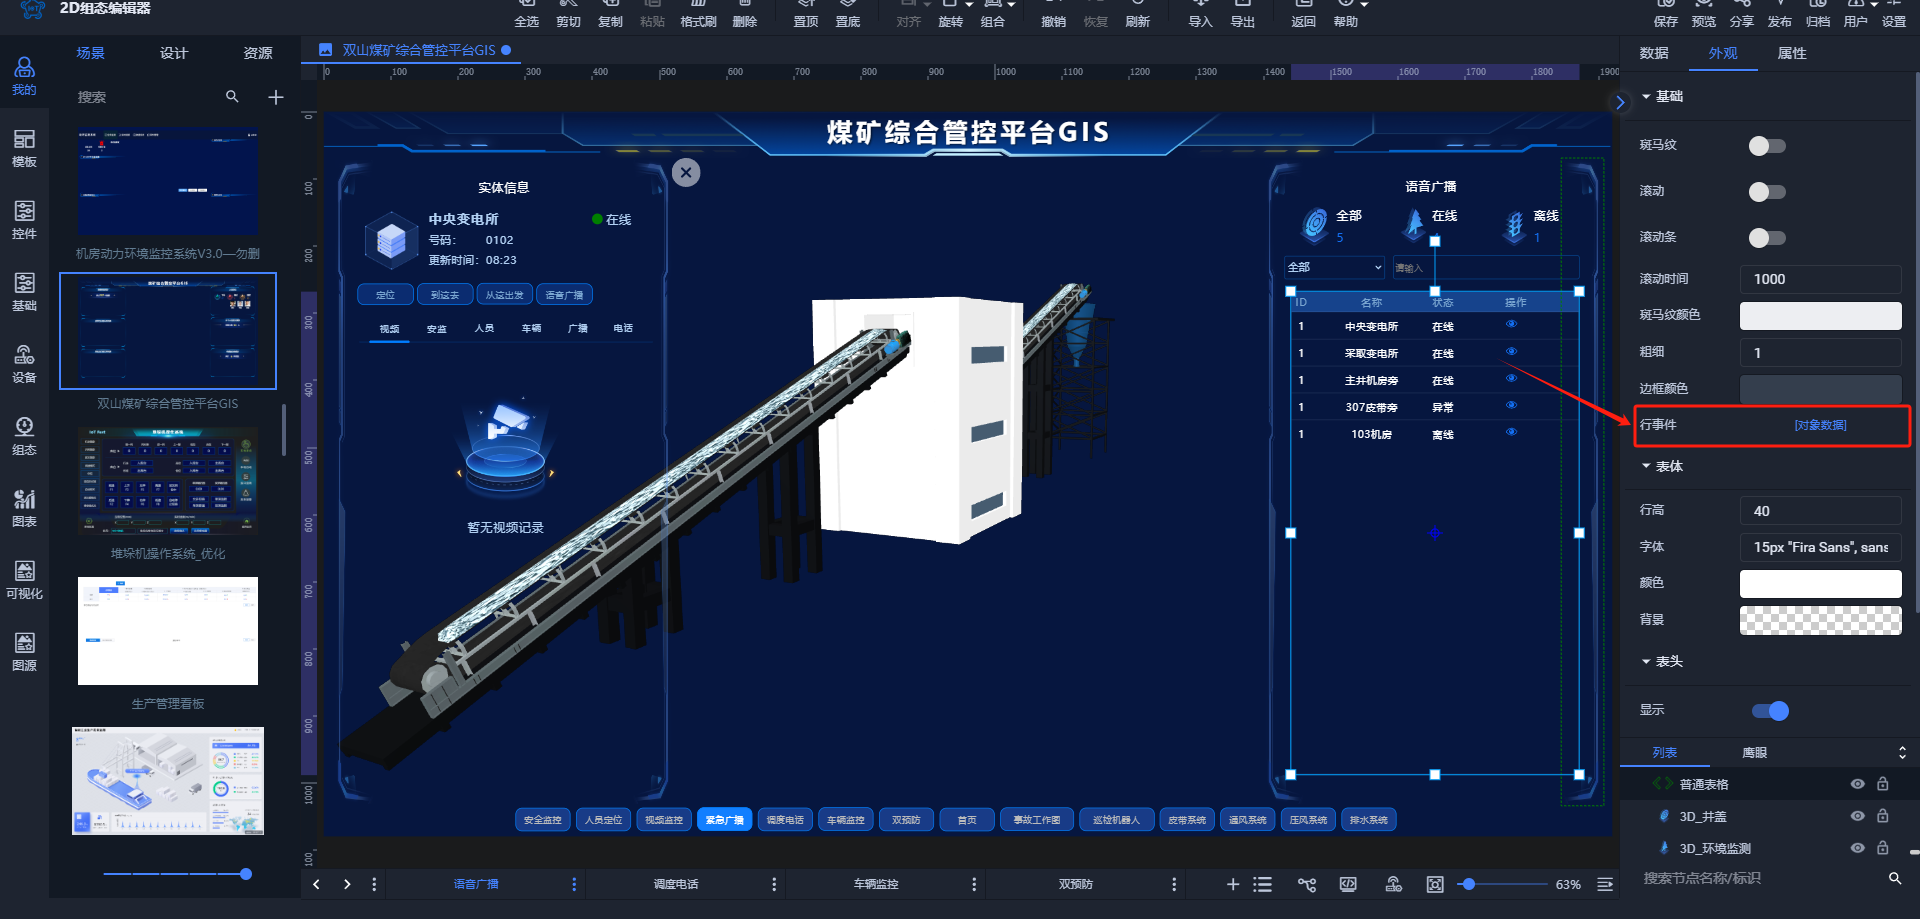 2D组态编辑器
全选 剪切 复制 粘贴 格式刷 删除 置顶 置底 对齐 旋转 组合 撤销 恢复 刷新 导入 导出 返回 帮助 保存 预览 分享 发布 归档 用户 设置
我的
模板
控件
基础
设备
组态
图表
可视化
图源
场景 设计 资源
搜索
机房动力环境监控系统V3.0—勿删
双山煤矿综合管控平台GIS
堆垛机操作系统_优化
生产管理看板
双山煤矿综合管控平台GIS
0 100 200 300 400 500 600 700 800 900 1000 1100 1200 1300 1400 1500 1600 1700 1800 1900
0
100
200
300
400
500
600
700
800
900
1000
1100
煤矿综合管控平台GIS
实体信息
中央变电所
在线
号码： 0102
更新时间：08:23
定位 到这去 从这出发 语音广播
视频 安监 人员 车辆 广播 电话
暂无视频记录
语音广播
全部 5
在线
离线 1
全部
请输入
ID 名称 状态 操作
1 中央变电所 在线
1 采取变电所 在线
1 主井机房旁 在线
1 307皮带旁 异常
1 103机房 离线
安全监控 人员定位 视频监控 紧急广播 调度电话 车辆监控 双预防 首页 事故工作图 巡检机器人 皮带系统 通风系统 压风系统 排水系统
语音广播 调度电话 车辆监控 双预防
63%
数据 外观 属性
基础
斑马纹
滚动
滚动条
滚动时间 1000
斑马纹颜色
粗细 1
边框颜色
行事件 [对象数据]
表体
行高 40
字体 15px "Fira Sans", sans
颜色
背景
表头
显示
列表 鹰眼
普通表格
3D_井盖
3D_环境监测
搜索节点名称/标识